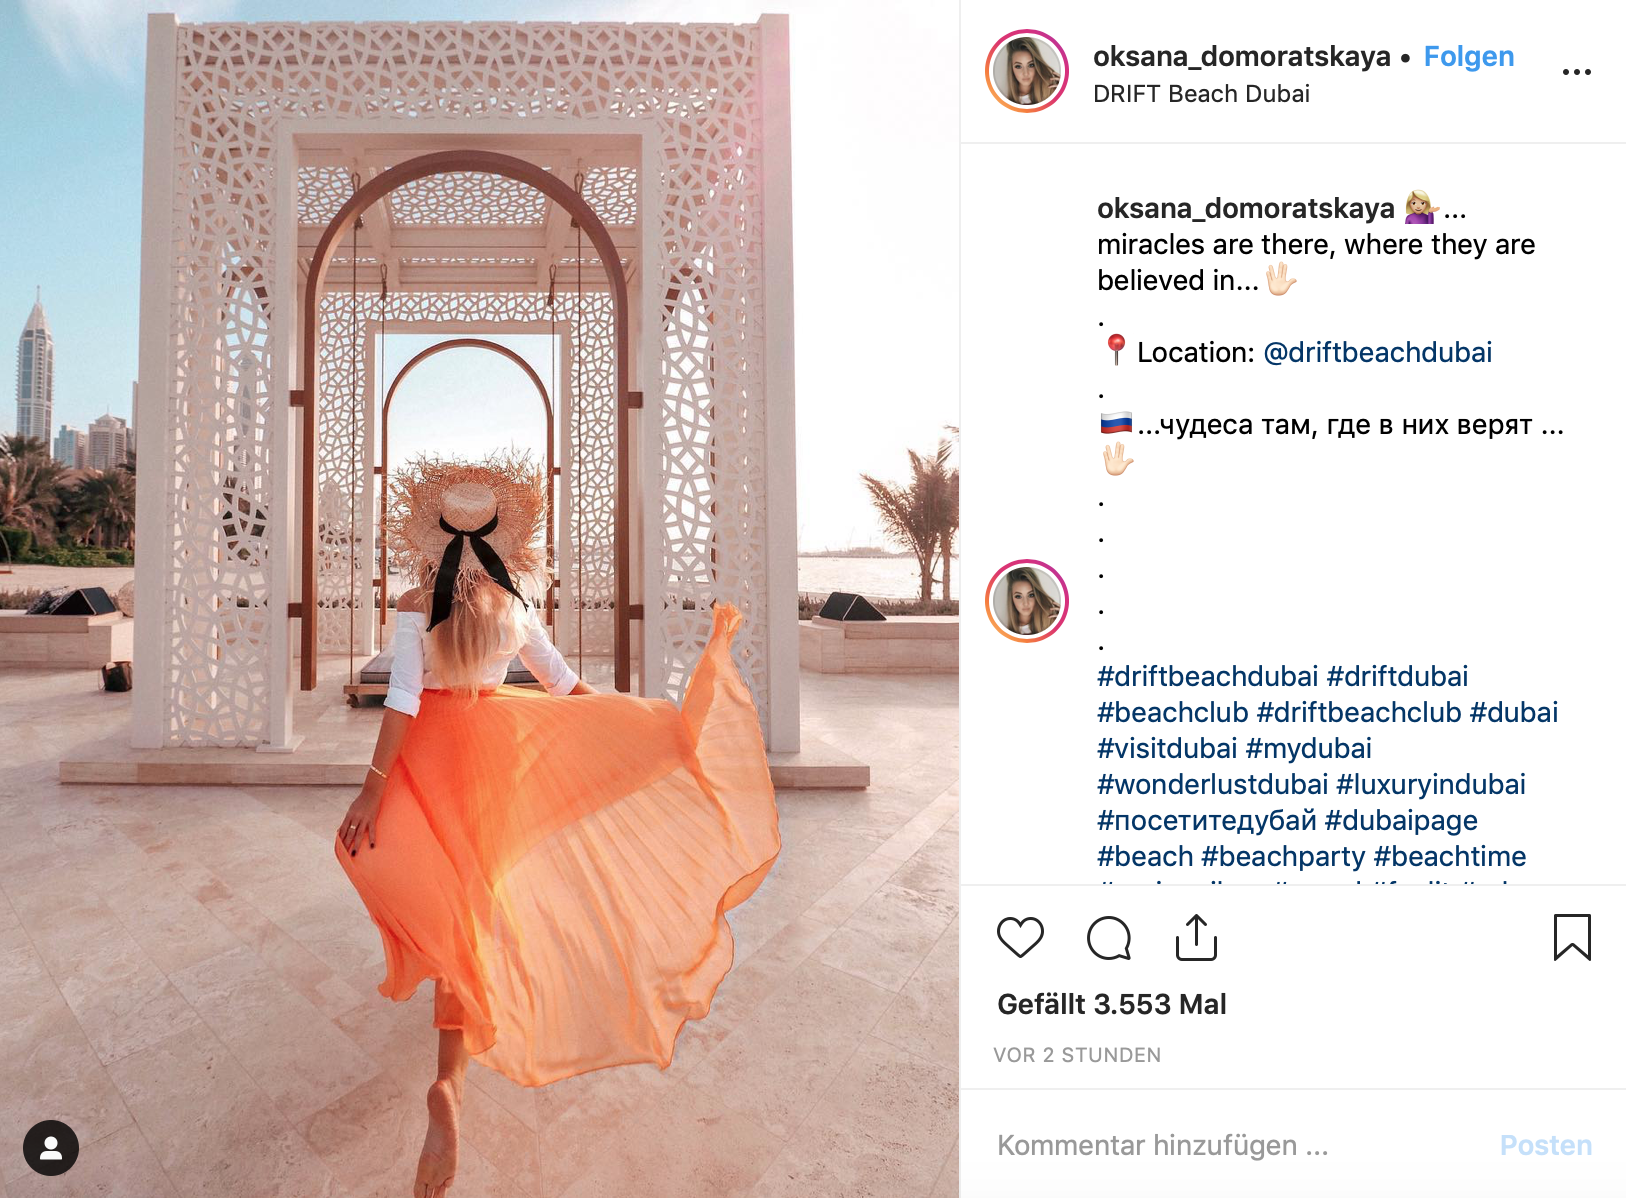 oksana_domoratskaya • Folgen
DRIFT Beach Dubai
oksana_domoratskaya 💁🏼‍♀️...
miracles are there, where they are
believed in...🖖🏻
.
📍Location: @driftbeachdubai
.
🇷🇺...чудеса там, где в них верят ...
🖖🏻
.
.
.
.
.
#driftbeachdubai #driftdubai
#beachclub #driftbeachclub #dubai
#visitdubai #mydubai
#wonderlustdubai #luxuryindubai
#посетитедубай #dubaipage
#beach #beachparty #beachtime
Gefällt 3.553 Mal
VOR 2 STUNDEN
Kommentar hinzufügen ...
Posten